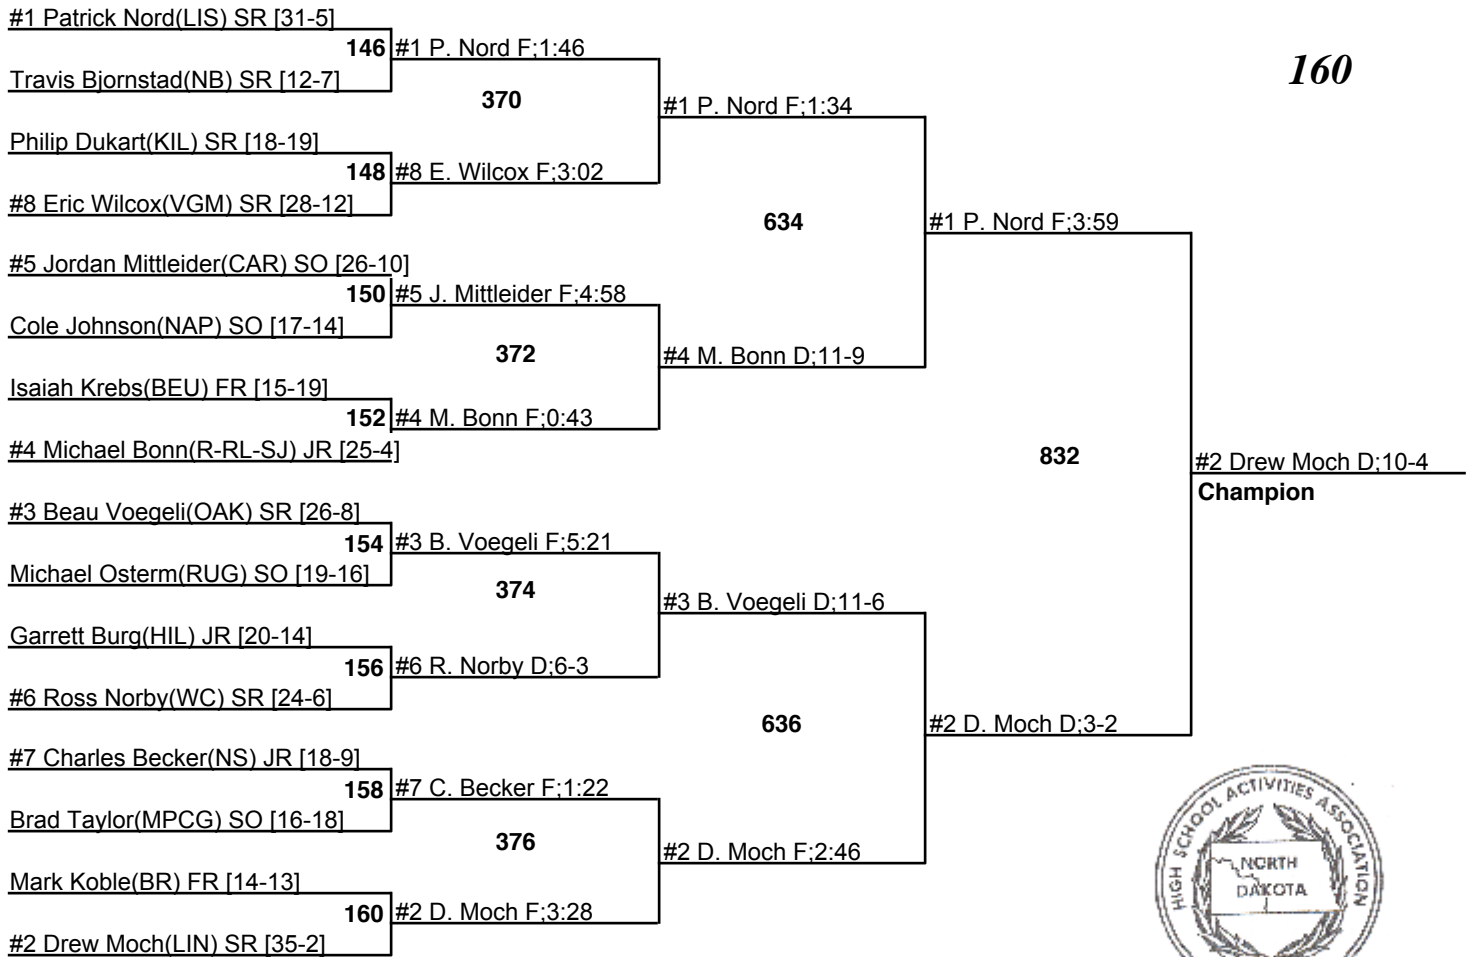 #1 Patrick Nord(LIS) SR [31-5]
146 #1 P. Nord F;1:46
160
Travis Bjornstad(NB) SR [12-7]
370
#1 P. Nord F;1:34
Philip Dukart(KIL) SR [18-19]
148 #8 E. Wilcox F;3:02
#8 Eric Wilcox(VGM) SR [28-12]
634
#1 P. Nord F;3:59
#5 Jordan Mittleider(CAR) SO [26-10]
150 #5 J. Mittleider F;4:58
Cole Johnson(NAP) SO [17-14]
372
#4 M. Bonn D;11-9
Isaiah Krebs(BEU) FR [15-19]
152 #4 M. Bonn F;0:43
#4 Michael Bonn(R-RL-SJ) JR [25-4]
832
#2 Drew Moch D;10-4
Champion
#3 Beau Voegeli(OAK) SR [26-8]
154 #3 B. Voegeli F;5:21
Michael Osterm(RUG) SO [19-16]
374
#3 B. Voegeli D;11-6
Garrett Burg(HIL) JR [20-14]
156 #6 R. Norby D;6-3
#6 Ross Norby(WC) SR [24-6]
636
#2 D. Moch D;3-2
#7 Charles Becker(NS) JR [18-9]
158 #7 C. Becker F;1:22
Brad Taylor(MPCG) SO [16-18]
376
#2 D. Moch F;2:46
Mark Koble(BR) FR [14-13]
160 #2 D. Moch F;3:28
#2 Drew Moch(LIN) SR [35-2]
HIGH SCHOOL ACTIVITIES ASSOCIATION
NORTH
DAKOTA